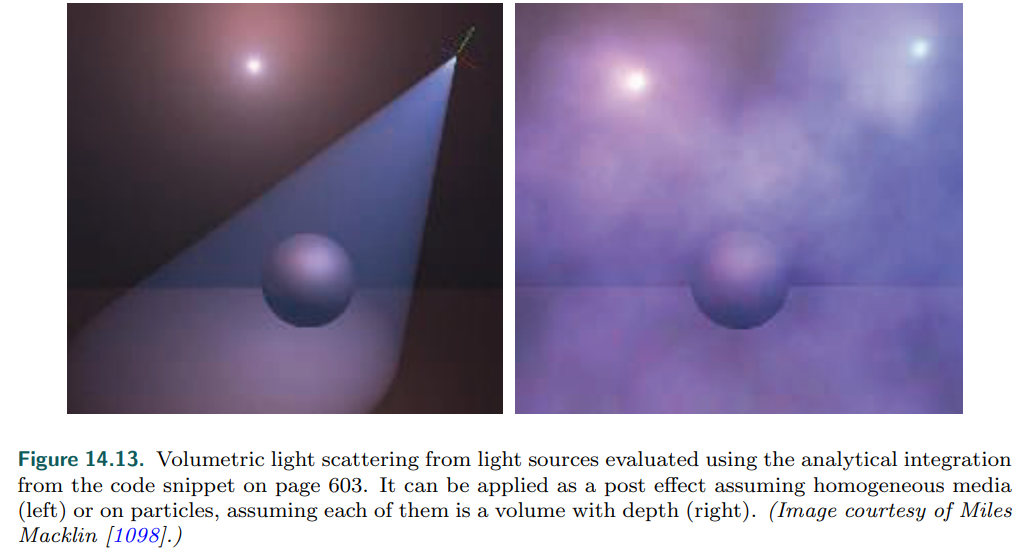 Figure 14.13. Volumetric light scattering from light sources evaluated using the analytical integration
from the code snippet on page 603. It can be applied as a post effect assuming homogeneous media
(left) or on particles, assuming each of them is a volume with depth (right). (Image courtesy of Miles
Macklin [1098].)